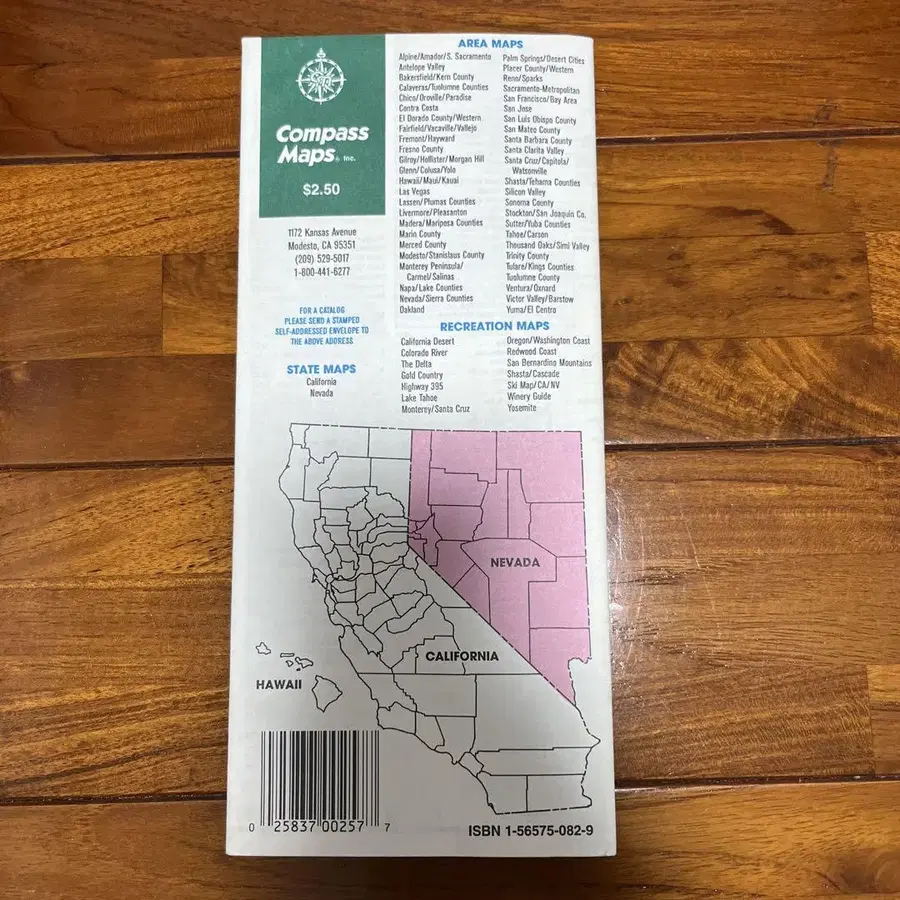 Compass
Maps, Inc.
$2.50
1172 Kansas Avenue
Modesto, CA 95351
(209) 529-5017
1-800-441-6277
FOR A CATALOG
PLEASE SEND A STAMPED
SELF-ADDRESSED ENVELOPE TO
THE ABOVE ADDRESS
STATE MAPS
California
Nevada
AREA MAPS
Alpine/Amador/S. Sacramento
Antelope Valley
Bakersfield/Kern County
Calaveras/Tuolumne Counties
Chico/Oroville/Paradise
Contra Costa
El Dorado County/Western
Fairfield/Vacaville/Vallejo
Fremont/Hayward
Fresno County
Gilroy/Hollister/Morgan Hill
Glenn/Colusa/Yolo
Hawaii/Maui/Kauai
Las Vegas
Lassen/Plumas Counties
Livermore/Pleasanton
Madera/Mariposa Counties
Marin County
Merced County
Modesto/Stanislaus County
Monterey Peninsula/
Carmel/Salinas
Napa/Lake Counties
Nevada/Sierra Counties
Oakland
Palm Springs/Desert Cities
Placer County/Western
Reno/Sparks
Sacramento-Metropolitan
San Francisco/Bay Area
San Jose
San Luis Obispo County
San Mateo County
Santa Barbara County
Santa Clarita Valley
Santa Cruz/Capitola/
Watsonville
Shasta/Tehama Counties
Silicon Valley
Sonoma County
Stockton/San Joaquin Co.
Sutter/Yuba Counties
Tahoe/Carson
Thousand Oaks/Simi Valley
Trinity County
Tulare/Kings Counties
Tuolumne County
Ventura/Oxnard
Victor Valley/Barstow
Yuma/El Centro
RECREATION MAPS
California Desert
Colorado River
The Delta
Gold Country
Highway 395
Lake Tahoe
Monterey/Santa Cruz
Oregon/Washington Coast
Redwood Coast
San Bernardino Mountains
Shasta/Cascade
Ski Map/CA/NV
Winery Guide
Yosemite
NEVADA
CALIFORNIA
HAWAII
0 25837 00257 7
ISBN 1-56575-082-9